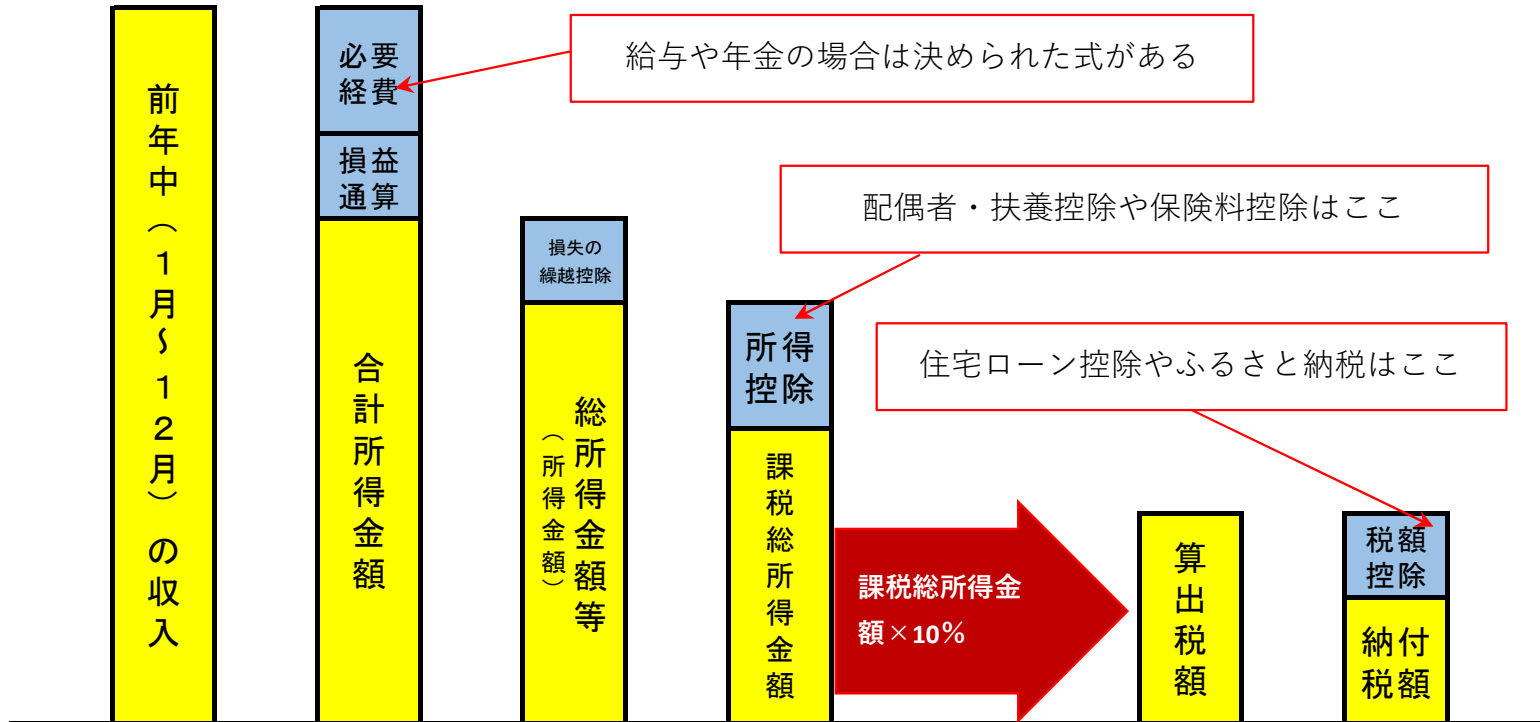 前年中（1月～12月）の収入
必要
経費
損益
通算
合計所得金額
給与や年金の場合は決められた式がある
損失の
繰越控除
総所得金額等
（所得金額）
配偶者・扶養控除や保険料控除はここ
所得
控除
課税総所得金額
住宅ローン控除やふるさと納税はここ
課税総所得金
額×10％
算出税額
税額
控除
納付
税額